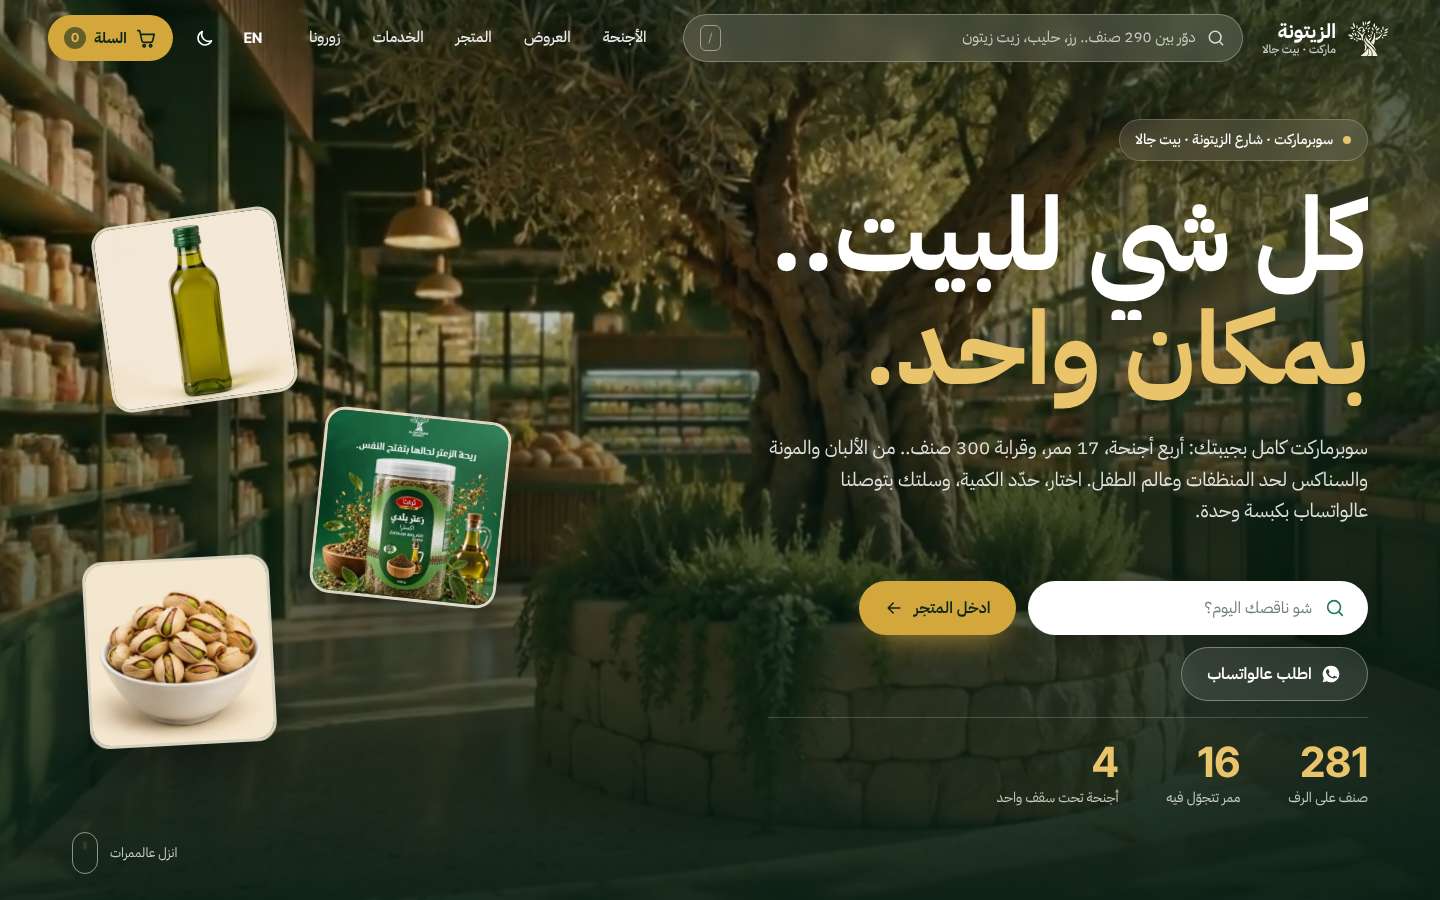 الزيتونة
ماركت · بيت جالا
دوّر بين 290 صنف.. رز، حليب، زيت زيتون
/
الأجنحة
العروض
المتجر
الخدمات
زورونا
EN
السلة 0
سوبرماركت · شارع الزيتونة · بيت جالا
كل شي للبيت..
بمكان واحد.
سوبرماركت كامل بجيبتك: أربع أجنحة، 17 ممر، وقرابة 300 صنف.. من الألبان والمونة
والسناكس لحد المنظفات وعالم الطفل. اختار، حدّد الكمية، وسلتك بتوصلنا
عالواتساب بكبسة وحدة.
شو ناقصك اليوم؟
ادخل المتجر
اطلب عالواتساب
281
صنف على الرف
16
ممر تتجوّل فيه
4
أجنحة تحت سقف واحد
ريحة الزعتر لحالها بتفتح النفس.
زعتر بلدي
اكسترا
انزل عالممرات